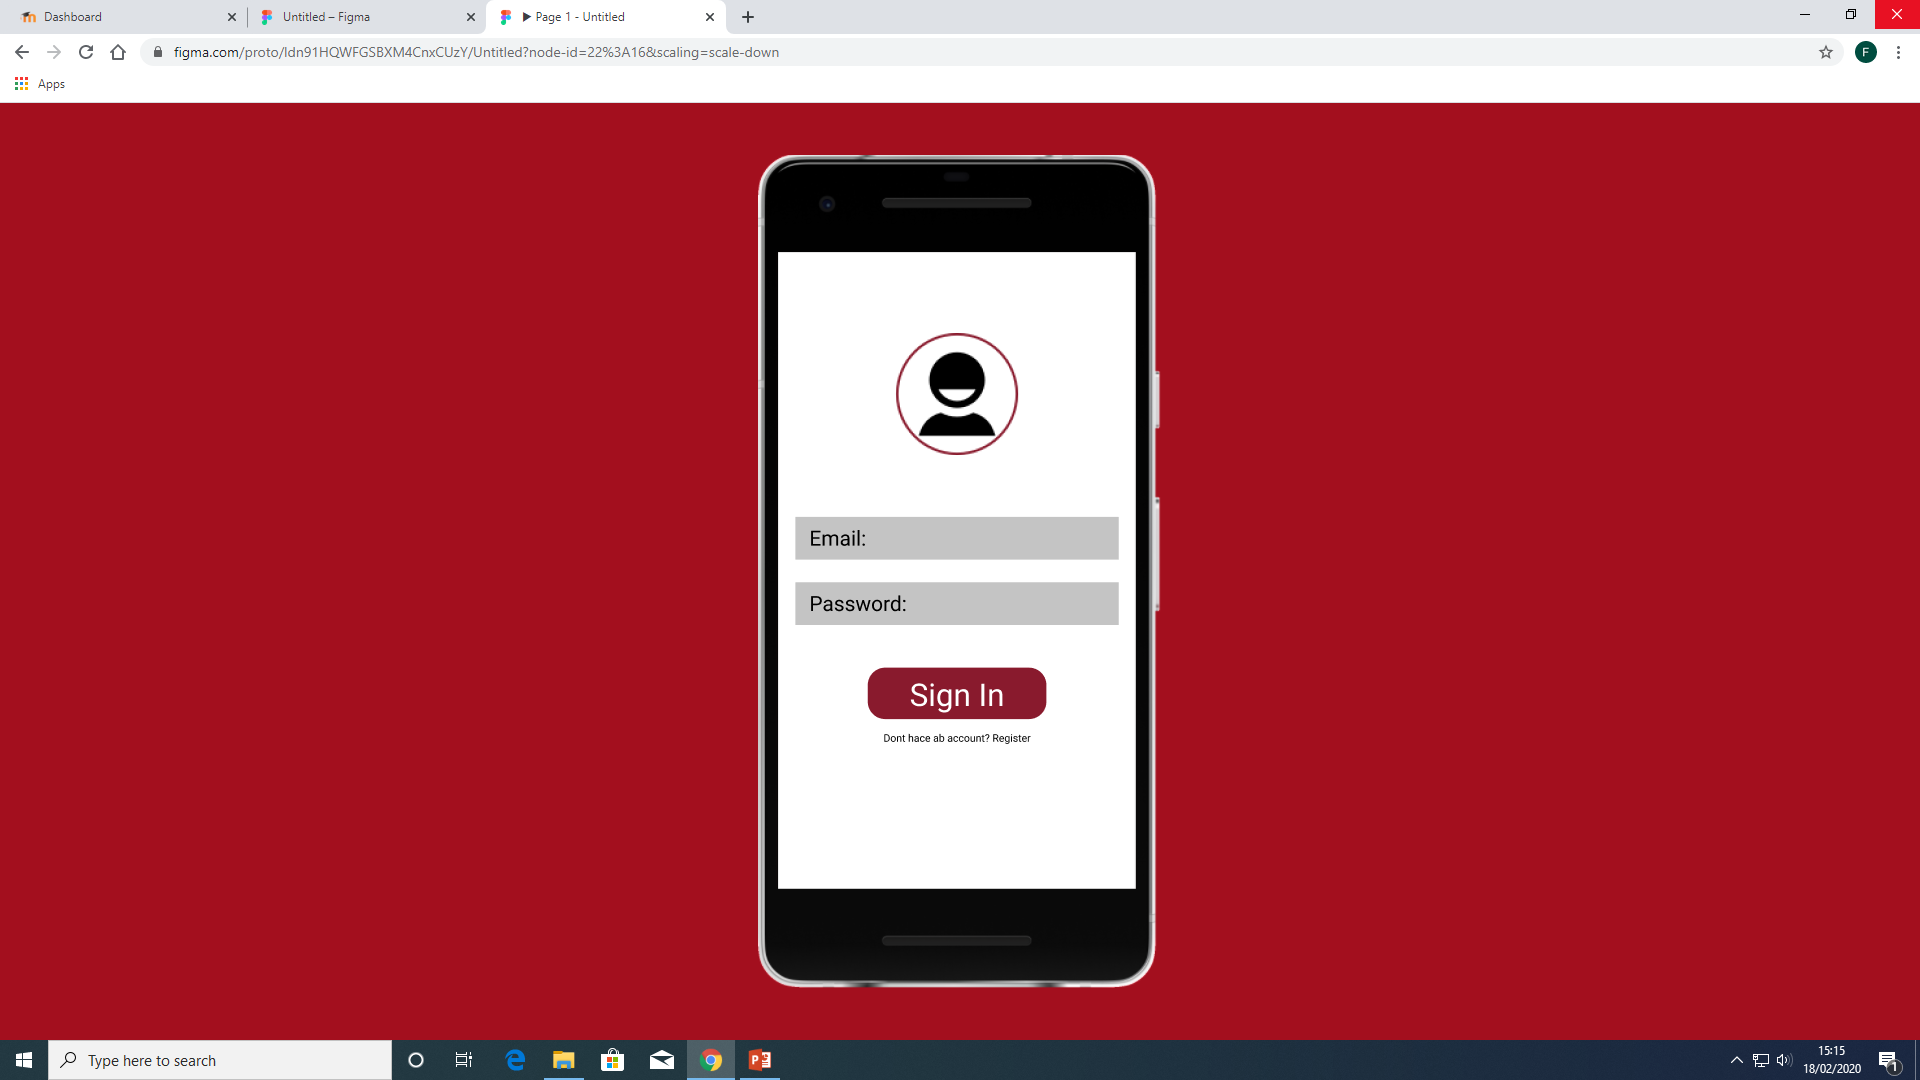 Dashboard
Untitled – Figma
▶ Page 1 - Untitled
figma.com/proto/ldn91HQWFGSBXM4CnxCUzY/Untitled?node-id=22%3A16&scaling=scale-down
F
Apps
Email:
Password:
Sign In
Dont hace ab account? Register
Type here to search
15:15
18/02/2020
1